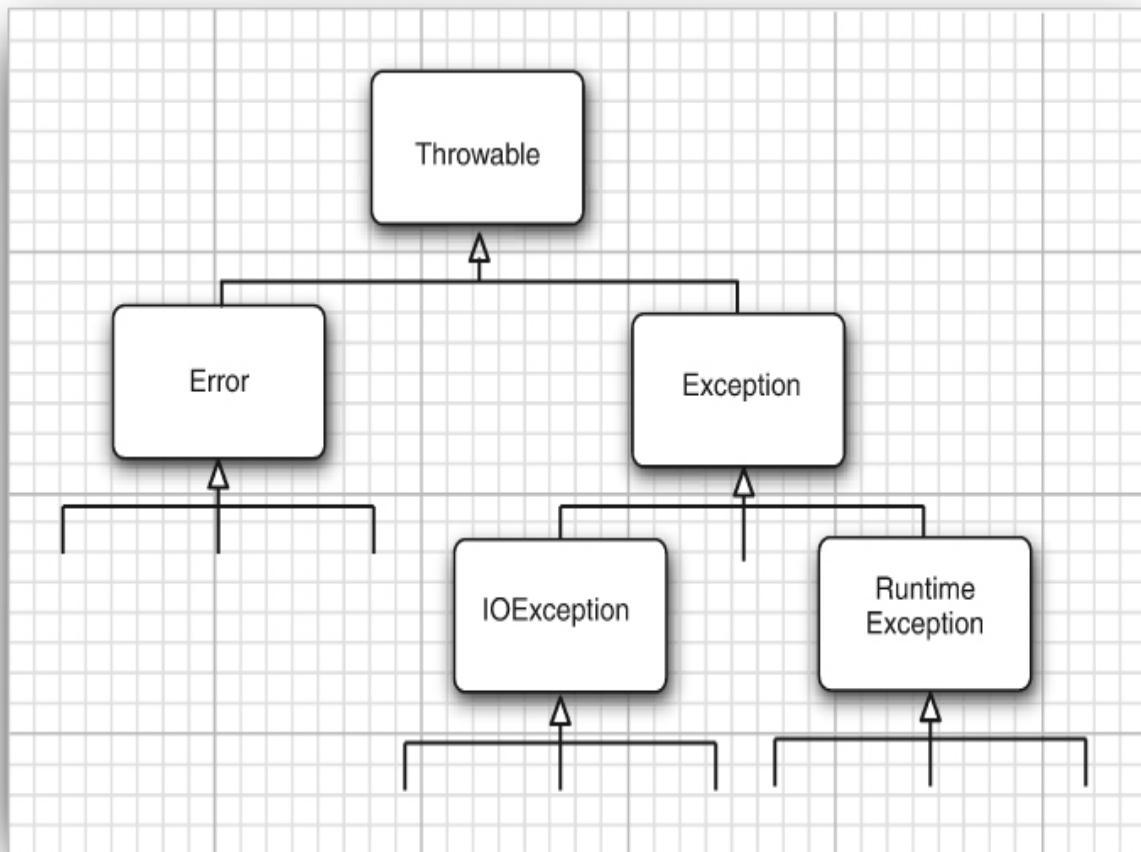 Throwable
Error
Exception
IOException
Runtime
Exception